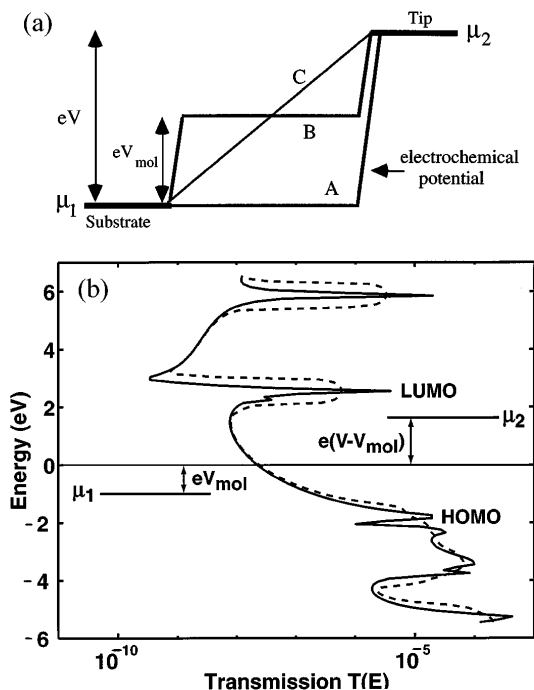 (a)
Tip
μ2
C
eV
eVmol
B
electrochemical
potential
A
μ1
Substrate
(b)
6
4
LUMO
2
μ2
e(V-Vmol)
Energy (eV)
0
eVmol
μ1
HOMO
-2
-4
-6
10^-10
10^-5
Transmission T(E)